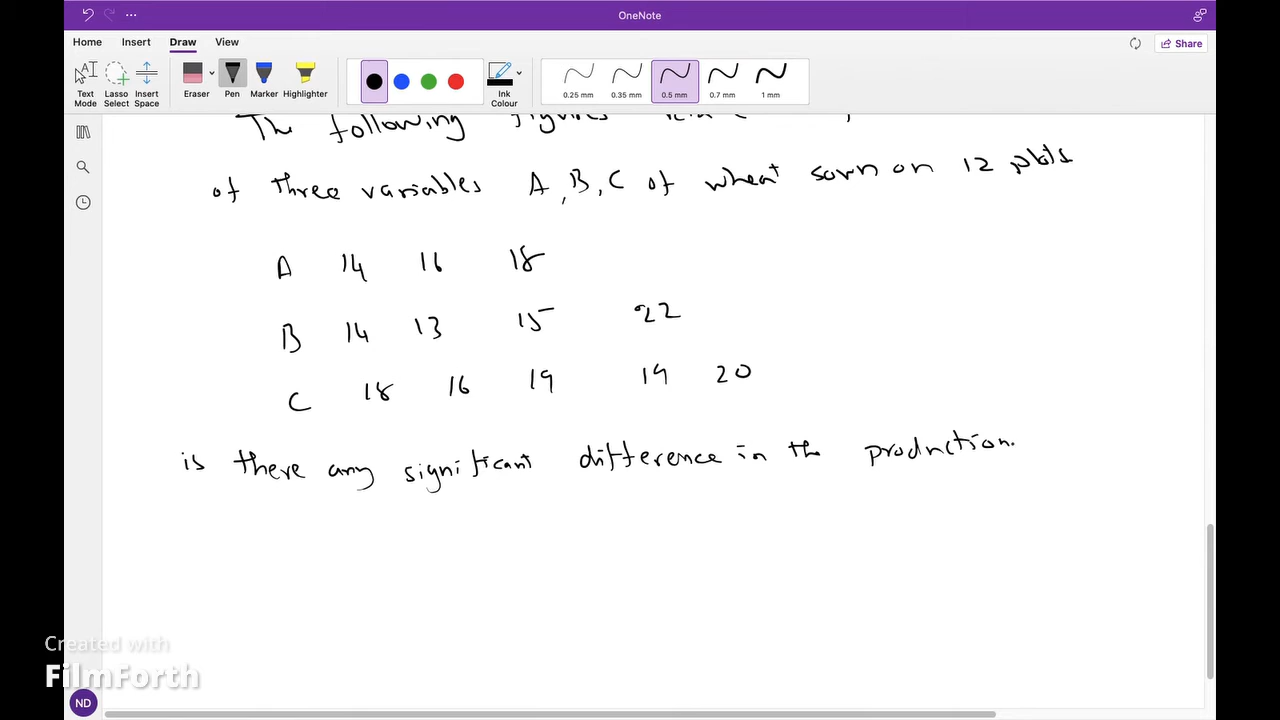 OneNote
Home Insert Draw View
Share
Text Mode
Lasso Select
Insert Space
Eraser
Pen
Marker
Highlighter
Ink Colour
0.25 mm 0.35 mm 0.5 mm 0.7 mm 1 mm
The following figures
of three variables A, B, C of wheat sown on 12 plots
A 14 16 18
B 14 13 15 22
C 18 16 19 19 20
is there any significant difference in the production.
Created with
FilmForth
ND